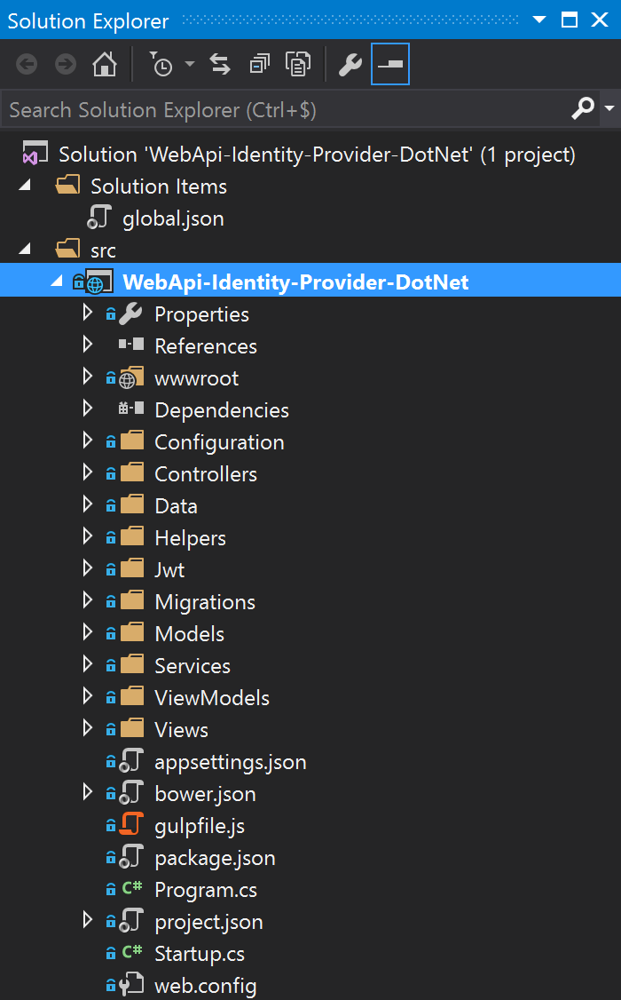 Solution Explorer
Search Solution Explorer (Ctrl+$)
Solution 'WebApi-Identity-Provider-DotNet' (1 project)
Solution Items
global.json
src
WebApi-Identity-Provider-DotNet
Properties
References
wwwroot
Dependencies
Configuration
Controllers
Data
Helpers
Jwt
Migrations
Models
Services
ViewModels
Views
appsettings.json
bower.json
gulpfile.js
package.json
C# Program.cs
project.json
C# Startup.cs
web.config